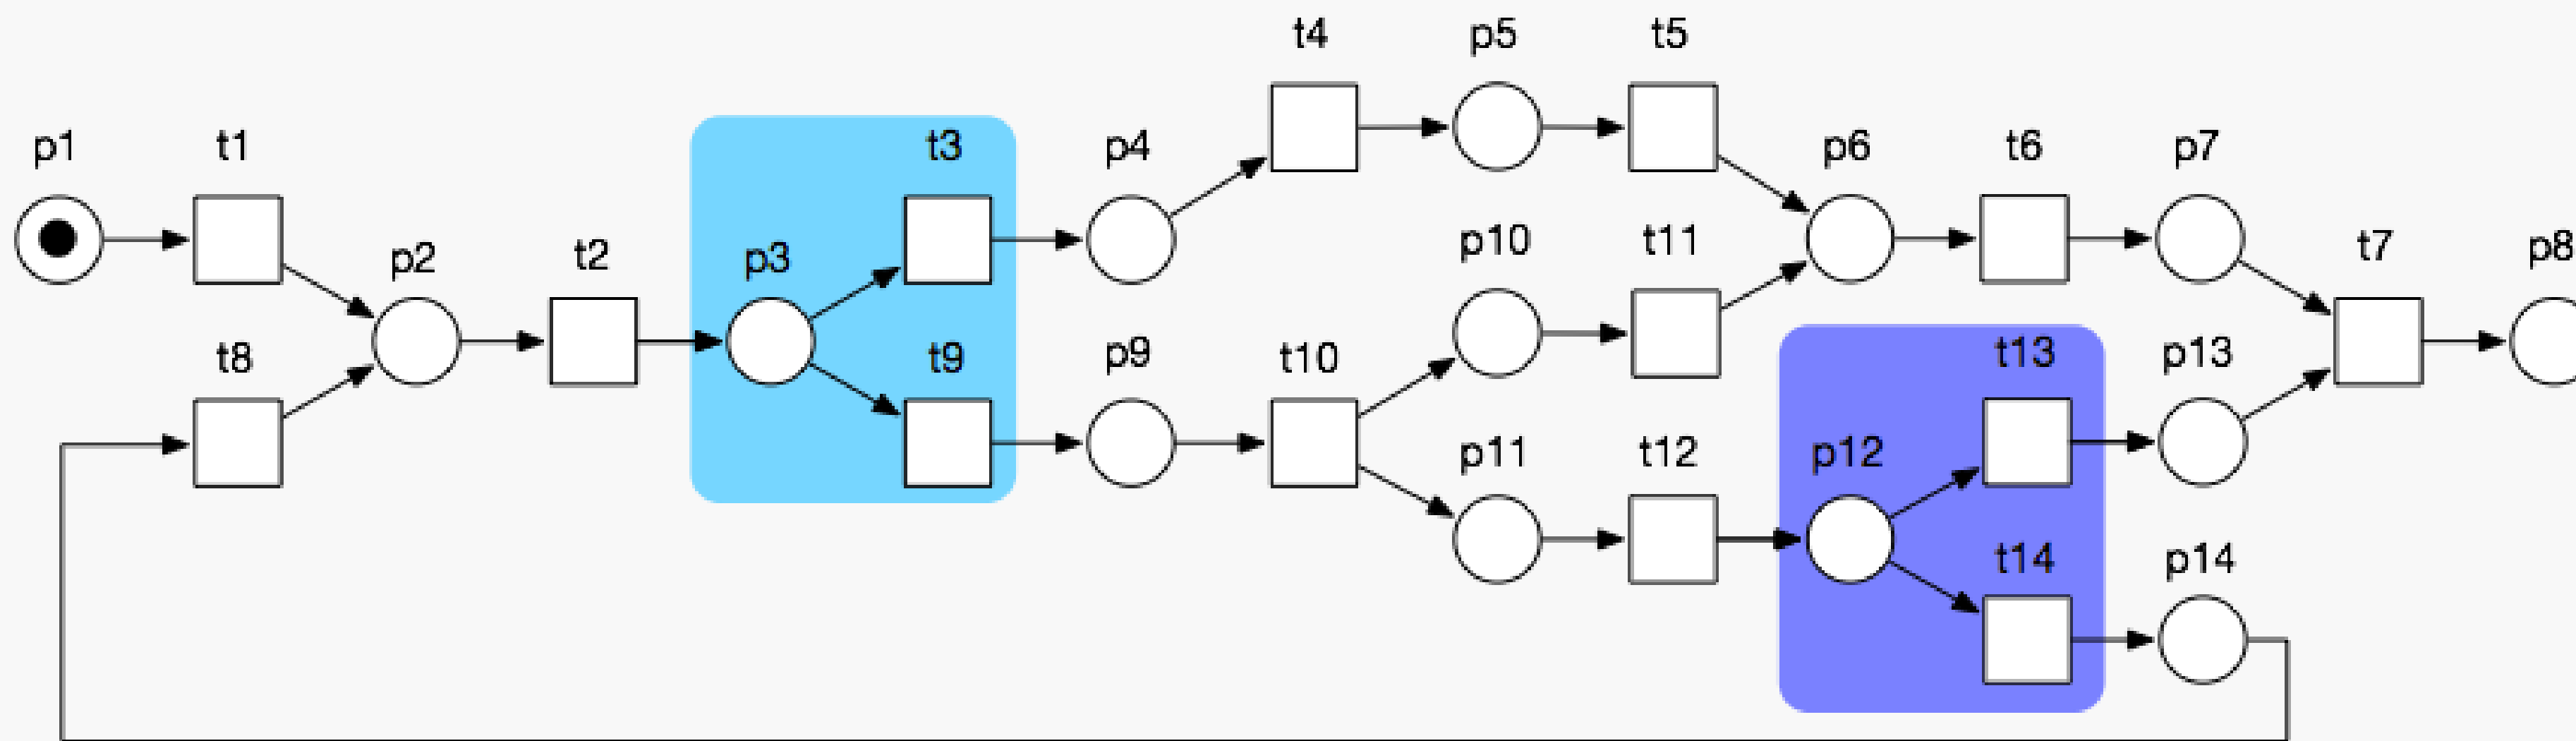 t4 p5 t5
p1 t1 t3 p4 p6 t6 p7
p2 t2 p3 p10 t11 t7 p8
t8 t9 p9 t10 t13 p13
p11 t12 p12
t14 p14